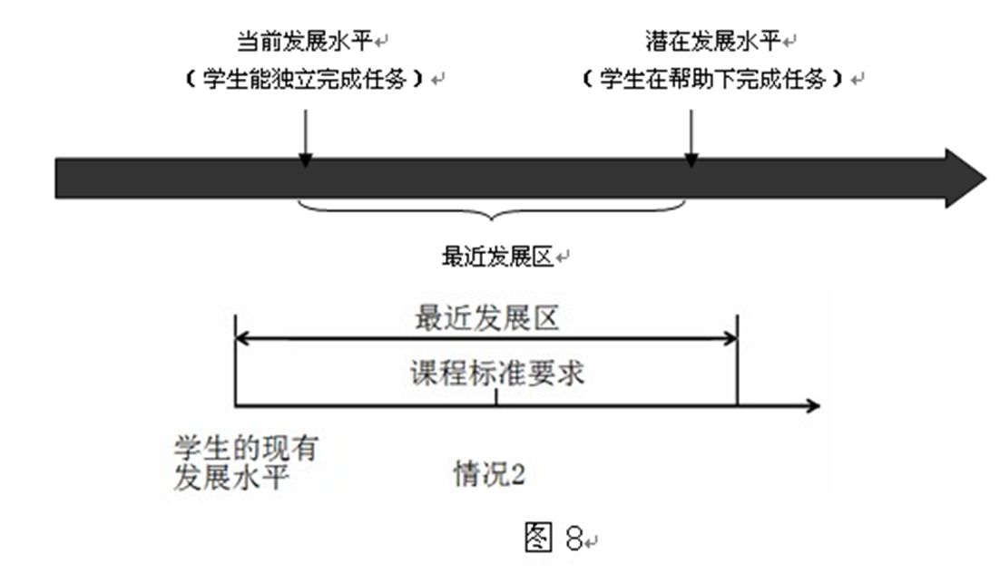 当前发展水平↵
潜在发展水平↵
（学生能独立完成任务）↵
（学生在帮助下完成任务）↵
最近发展区↵
最近发展区
课程标准要求
学生的现有
发展水平
情况2
图 8↵